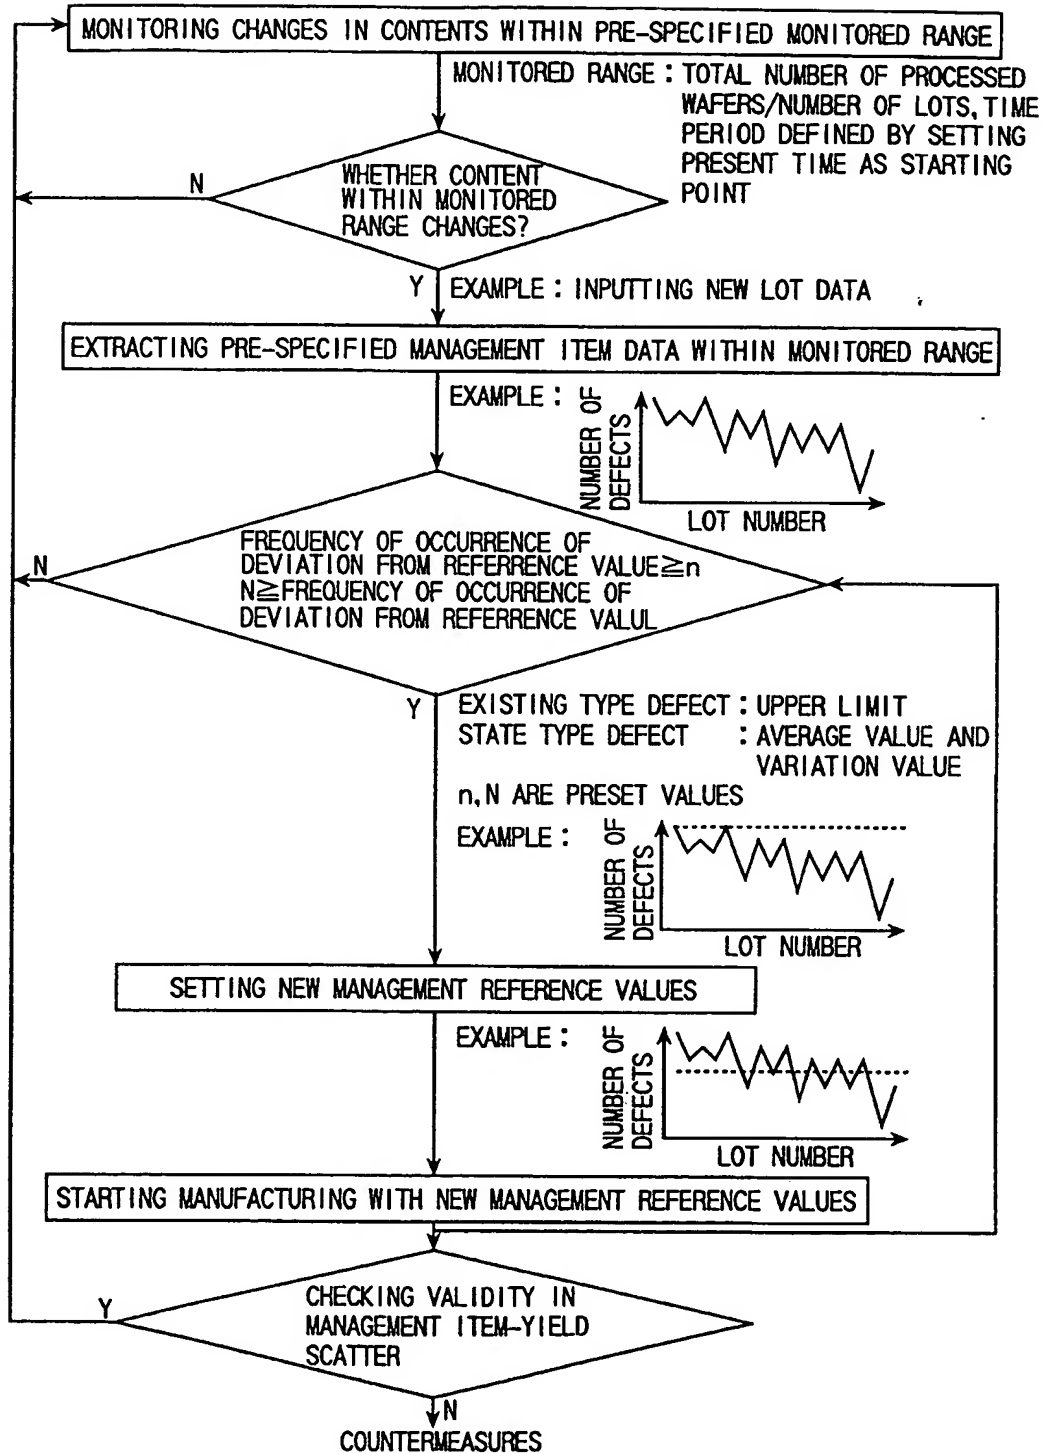 MONITORING CHANGES IN CONTENTS WITHIN PRE-SPECIFIED MONITORED RANGE
MONITORED RANGE : TOTAL NUMBER OF PROCESSED
WAFERS/NUMBER OF LOTS, TIME
PERIOD DEFINED BY SETTING
PRESENT TIME AS STARTING
POINT
N
WHETHER CONTENT
WITHIN MONITORED
RANGE CHANGES?
Y
EXAMPLE : INPUTTING NEW LOT DATA
EXTRACTING PRE-SPECIFIED MANAGEMENT ITEM DATA WITHIN MONITORED RANGE
EXAMPLE :
NUMBER OF
DEFECTS
LOT NUMBER
N
FREQUENCY OF OCCURRENCE OF
DEVIATION FROM REFERRENCE VALUE≧n
N≧FREQUENCY OF OCCURRENCE OF
DEVIATION FROM REFERRENCE VALUL
Y
EXISTING TYPE DEFECT : UPPER LIMIT
STATE TYPE DEFECT : AVERAGE VALUE AND
VARIATION VALUE
n, N ARE PRESET VALUES
EXAMPLE :
NUMBER OF
DEFECTS
LOT NUMBER
SETTING NEW MANAGEMENT REFERENCE VALUES
EXAMPLE :
NUMBER OF
DEFECTS
LOT NUMBER
STARTING MANUFACTURING WITH NEW MANAGEMENT REFERENCE VALUES
Y
CHECKING VALIDITY IN
MANAGEMENT ITEM-YIELD
SCATTER
N
COUNTERMEASURES